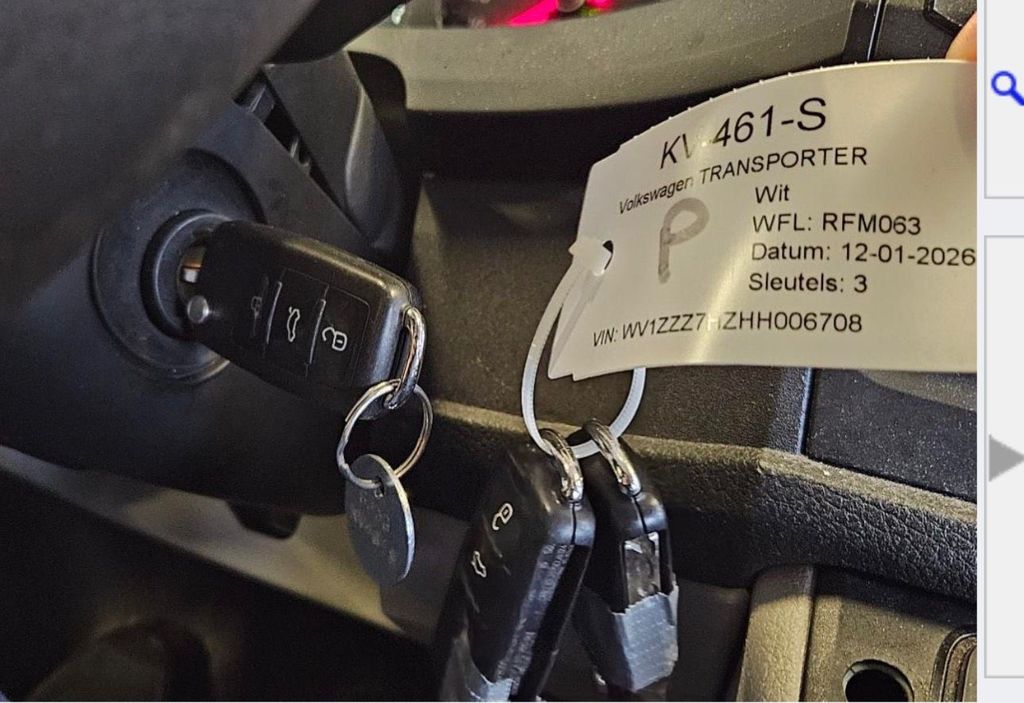 KV-461-S
Volkswagen TRANSPORTER
Wit
WFL: RFM063
Datum: 12-01-2026
Sleutels: 3
P
VIN: WV1ZZZ7HZHH006708